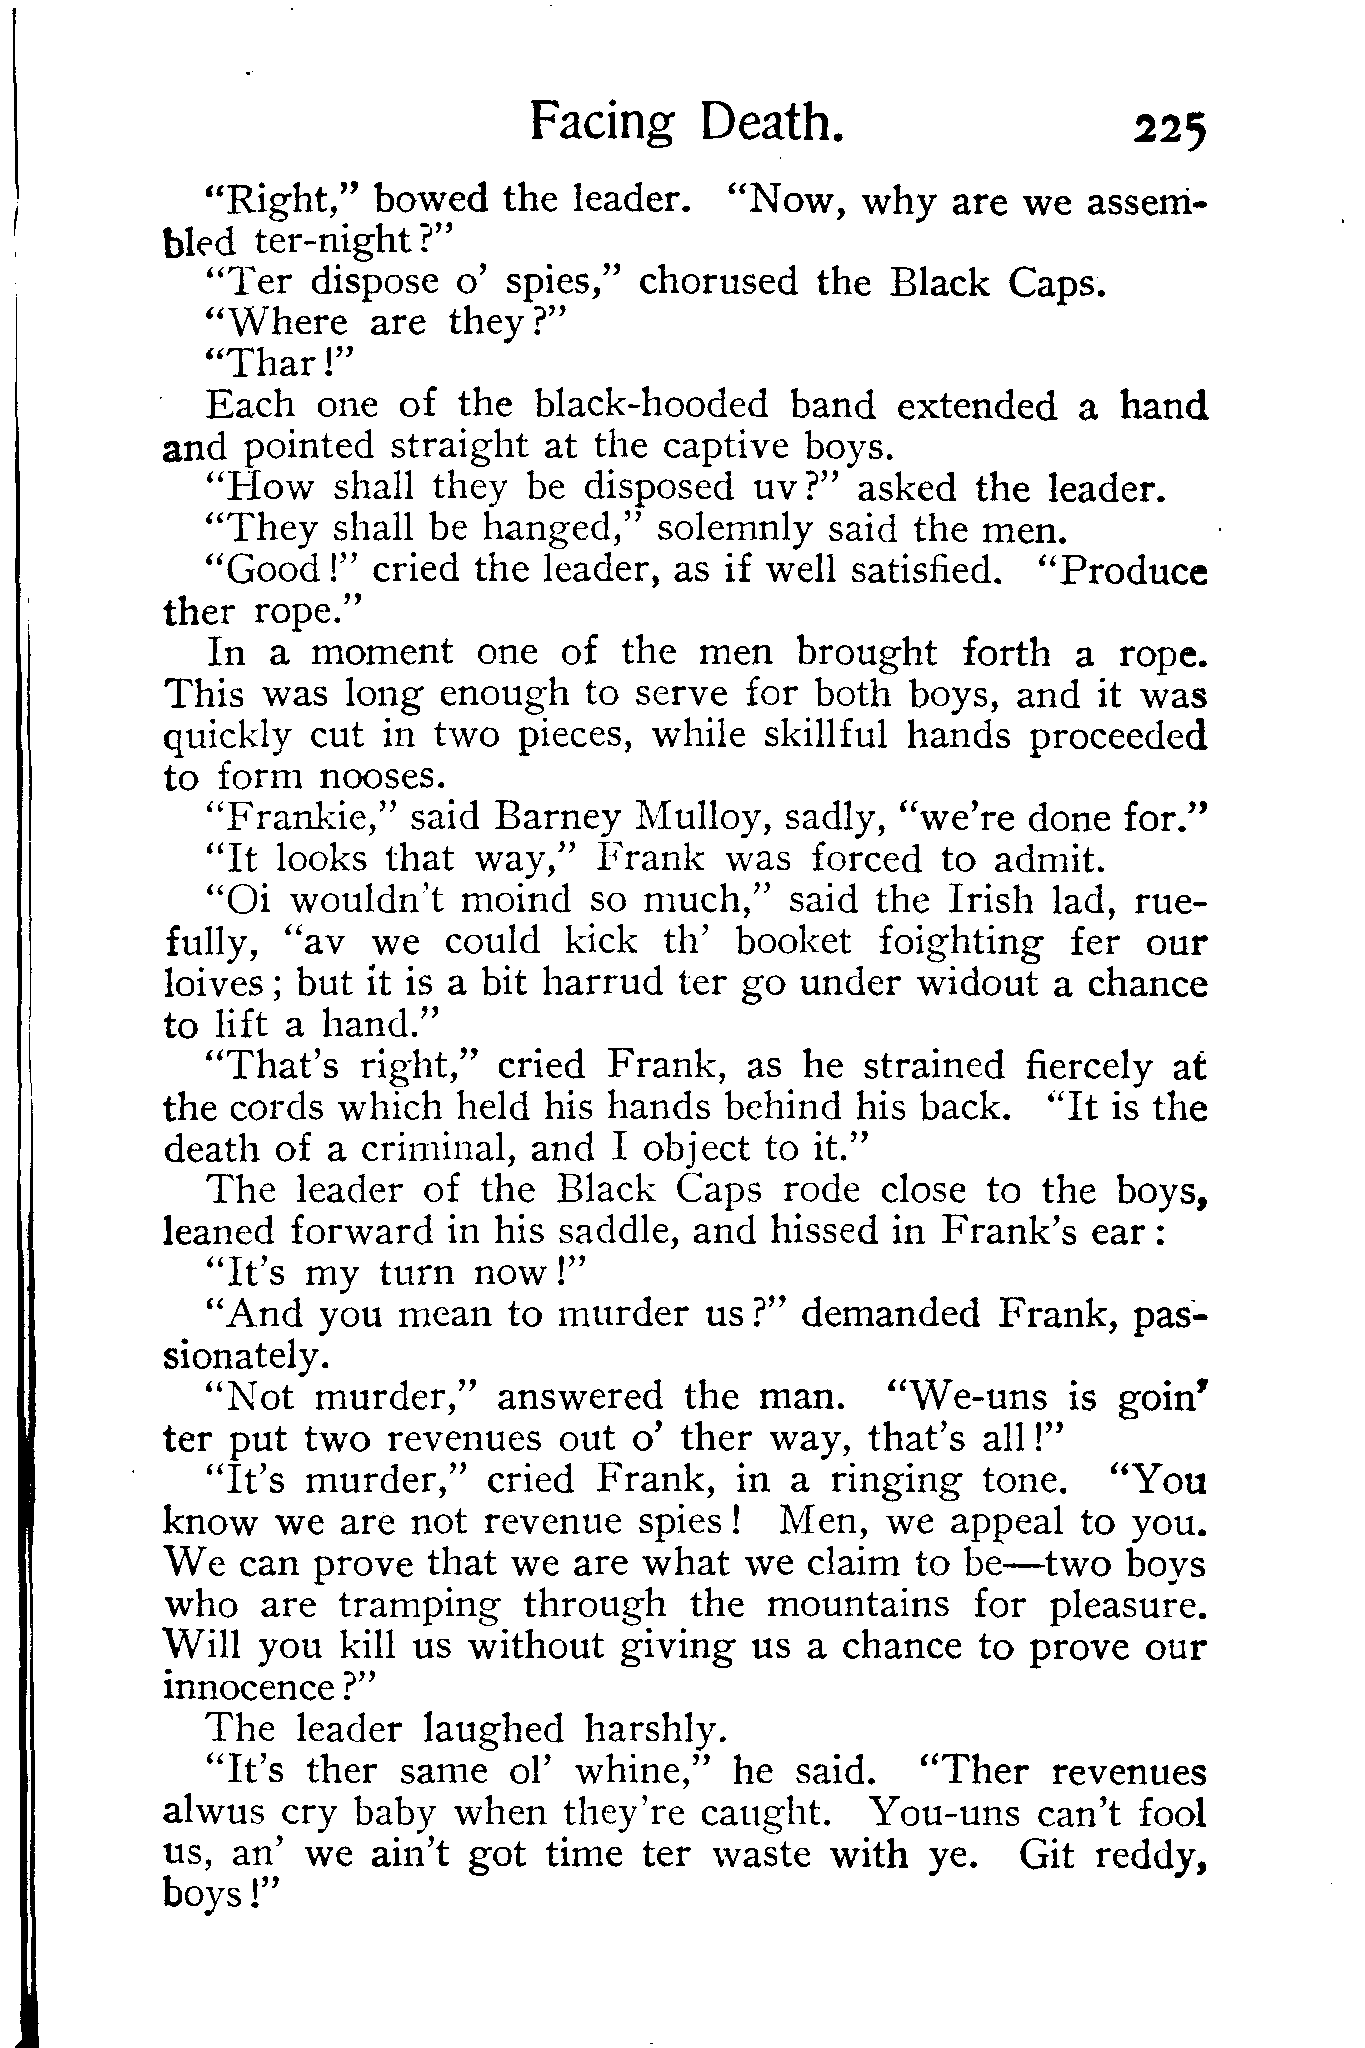 Facing Death. 225
"Right," bowed the leader. "Now, why are we assem-
bled ter-night?"
"Ter dispose o' spies," chorused the Black Caps.
"Where are they?"
"Thar!"
Each one of the black-hooded band extended a hand
and pointed straight at the captive boys.
"How shall they be disposed uv?" asked the leader.
"They shall be hanged," solemnly said the men.
"Good!" cried the leader, as if well satisfied. "Produce
ther rope."
In a moment one of the men brought forth a rope.
This was long enough to serve for both boys, and it was
quickly cut in two pieces, while skillful hands proceeded
to form nooses.
"Frankie," said Barney Mulloy, sadly, "we're done for."
"It looks that way," Frank was forced to admit.
"Oi wouldn't moind so much," said the Irish lad, rue-
fully, "av we could kick th' booket foighting fer our
loives; but it is a bit harrud ter go under widout a chance
to lift a hand."
"That's right," cried Frank, as he strained fiercely at
the cords which held his hands behind his back. "It is the
death of a criminal, and I object to it."
The leader of the Black Caps rode close to the boys,
leaned forward in his saddle, and hissed in Frank's ear:
"It's my turn now!"
"And you mean to murder us?" demanded Frank, pas-
sionately.
"Not murder," answered the man. "We-uns is goin'
ter put two revenues out o' ther way, that's all!"
"It's murder," cried Frank, in a ringing tone. "You
know we are not revenue spies! Men, we appeal to you.
We can prove that we are what we claim to be—two boys
who are tramping through the mountains for pleasure.
Will you kill us without giving us a chance to prove our
innocence?"
The leader laughed harshly.
"It's ther same ol' whine," he said. "Ther revenues
alwus cry baby when they're caught. You-uns can't fool
us, an' we ain't got time ter waste with ye. Git reddy,
boys!"